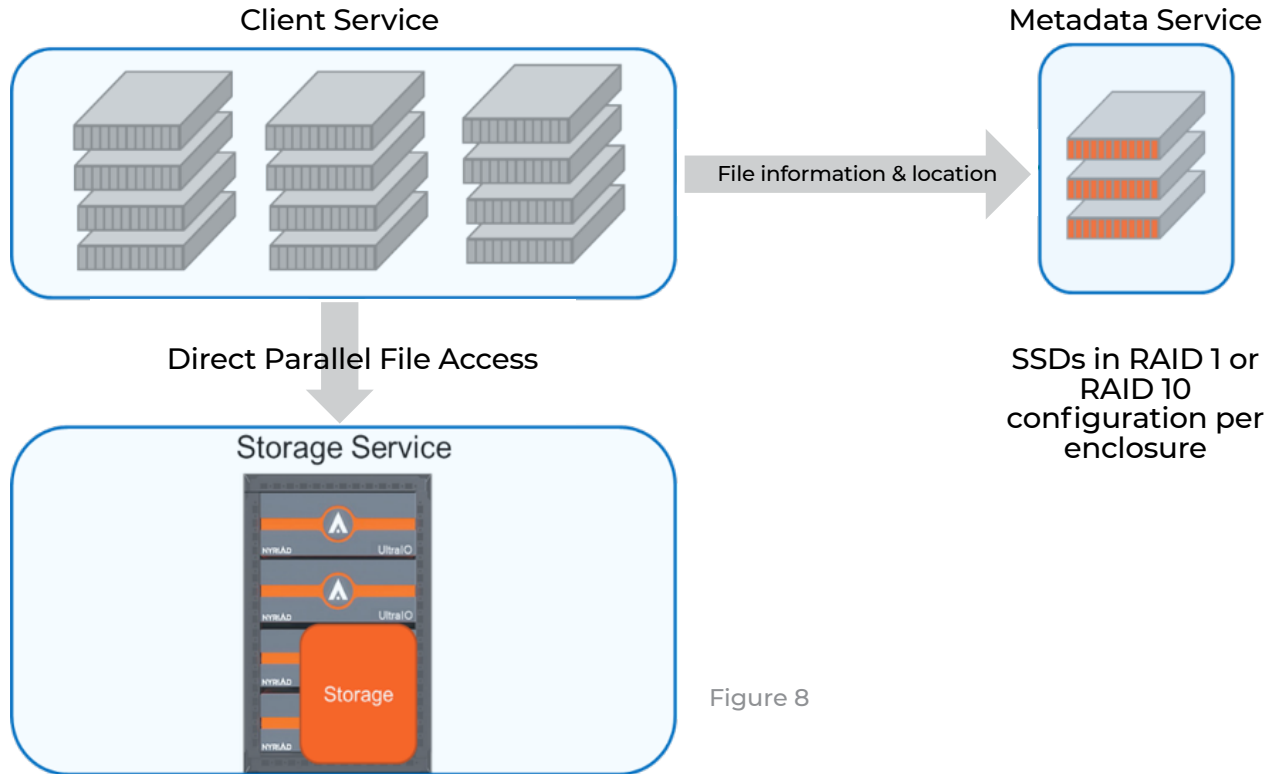 Client Service
Metadata Service
File information & location
Direct Parallel File Access
SSDs in RAID 1 or
RAID 10
configuration per
enclosure
Storage Service
NYRIAD
UltraIO
NYRIAD
UltraIO
NYRIAD
Storage
NYRIAD
Figure 8